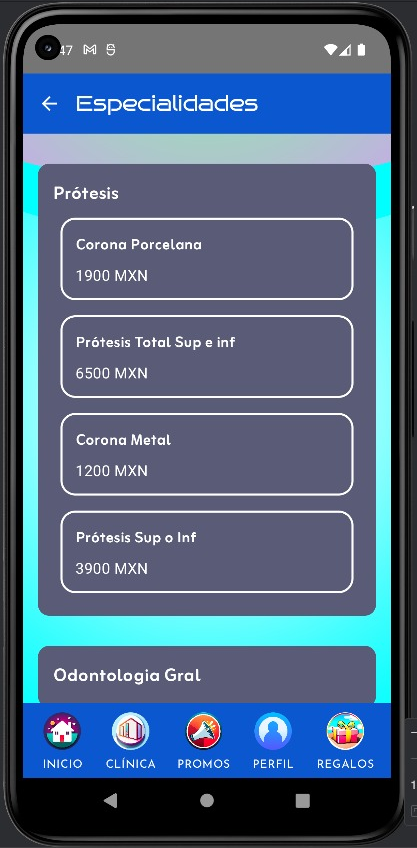 47
Especialidades
Prótesis
Corona Porcelana
1900 MXN
Prótesis Total Sup e inf
6500 MXN
Corona Metal
1200 MXN
Prótesis Sup o Inf
3900 MXN
Odontologia Gral
INICIO CLÍNICA PROMOS PERFIL REGALOS